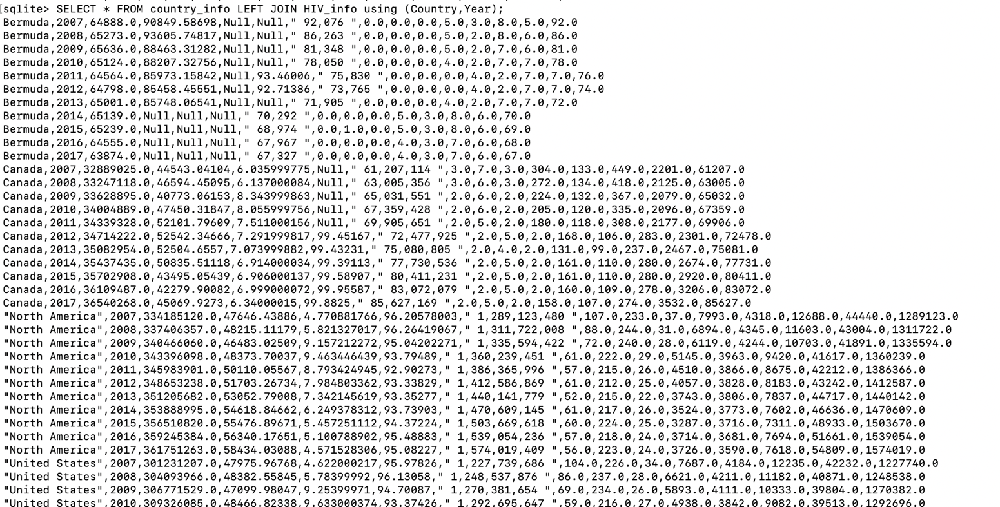 sqlite> SELECT * FROM country_info LEFT JOIN HIV_info using (Country,Year);
Bermuda,2007,64888.0,90849.58698,Null,Null," 92,076 ",0.0,0.0,0.0,5.0,3.0,8.0,5.0,92.0
Bermuda,2008,65273.0,93605.74817,Null,Null," 86,263 ",0.0,0.0,0.0,5.0,2.0,8.0,6.0,86.0
Bermuda,2009,65636.0,88463.31282,Null,Null," 81,348 ",0.0,0.0,0.0,5.0,2.0,7.0,6.0,81.0
Bermuda,2010,65124.0,88207.32756,Null,Null," 78,050 ",0.0,0.0,0.0,4.0,2.0,7.0,7.0,78.0
Bermuda,2011,64564.0,85973.15842,Null,93.46006," 75,830 ",0.0,0.0,0.0,4.0,2.0,7.0,7.0,76.0
Bermuda,2012,64798.0,85458.45551,Null,92.71386," 73,765 ",0.0,0.0,0.0,4.0,2.0,7.0,7.0,74.0
Bermuda,2013,65001.0,85748.06541,Null,Null," 71,905 ",0.0,0.0,0.0,4.0,2.0,7.0,7.0,72.0
Bermuda,2014,65139.0,Null,Null,Null," 70,292 ",0.0,0.0,0.0,5.0,3.0,8.0,6.0,70.0
Bermuda,2015,65239.0,Null,Null,Null," 68,974 ",0.0,1.0,0.0,5.0,3.0,8.0,6.0,69.0
Bermuda,2016,64555.0,Null,Null,Null," 67,967 ",0.0,0.0,0.0,4.0,3.0,7.0,6.0,68.0
Bermuda,2017,63874.0,Null,Null,Null," 67,327 ",0.0,0.0,0.0,4.0,3.0,7.0,6.0,67.0
Canada,2007,32889025.0,44543.04104,6.035999775,Null," 61,207,114 ",3.0,7.0,3.0,304.0,133.0,449.0,2201.0,61207.0
Canada,2008,33247118.0,46594.45095,6.137000084,Null," 63,005,356 ",3.0,6.0,3.0,272.0,134.0,418.0,2125.0,63005.0
Canada,2009,33628895.0,40773.06153,8.343999863,Null," 65,031,551 ",2.0,6.0,2.0,224.0,132.0,367.0,2079.0,65032.0
Canada,2010,34004889.0,47450.31847,8.055999756,Null," 67,359,428 ",2.0,6.0,2.0,205.0,120.0,335.0,2096.0,67359.0
Canada,2011,34339328.0,52101.79609,7.511000156,Null," 69,905,651 ",2.0,5.0,2.0,180.0,118.0,308.0,2177.0,69906.0
Canada,2012,34714222.0,52542.34666,7.291999817,99.45167," 72,477,925 ",2.0,5.0,2.0,168.0,106.0,283.0,2301.0,72478.0
Canada,2013,35082954.0,52504.6557,7.073999882,99.43231," 75,080,805 ",2.0,4.0,2.0,131.0,99.0,237.0,2467.0,75081.0
Canada,2014,35437435.0,50835.51118,6.914000034,99.39113," 77,730,536 ",2.0,5.0,2.0,161.0,110.0,280.0,2674.0,77731.0
Canada,2015,35702908.0,43495.05439,6.906000137,99.58907," 80,411,231 ",2.0,5.0,2.0,161.0,110.0,280.0,2920.0,80411.0
Canada,2016,36109487.0,42279.90082,6.999000072,99.95587," 83,072,079 ",2.0,5.0,2.0,160.0,109.0,278.0,3206.0,83072.0
Canada,2017,36540268.0,45069.9273,6.34000015,99.8825," 85,627,169 ",2.0,5.0,2.0,158.0,107.0,274.0,3532.0,85627.0
"North America",2007,334185120.0,47646.43886,4.770881766,96.20578003," 1,289,123,480 ",107.0,233.0,37.0,7993.0,4318.0,12688.0,44440.0,1289123.0
"North America",2008,337406357.0,48215.11179,5.821327017,96.26419067," 1,311,722,008 ",88.0,244.0,31.0,6894.0,4345.0,11603.0,43004.0,1311722.0
"North America",2009,340466060.0,46483.02509,9.157212272,95.04202271," 1,335,594,422 ",72.0,240.0,28.0,6119.0,4244.0,10703.0,41891.0,1335594.0
"North America",2010,343396098.0,48373.70037,9.463446439,93.79489," 1,360,239,451 ",61.0,222.0,29.0,5145.0,3963.0,9420.0,41617.0,1360239.0
"North America",2011,345983901.0,50110.05567,8.793424945,92.90273," 1,386,365,996 ",57.0,215.0,26.0,4510.0,3866.0,8675.0,42212.0,1386366.0
"North America",2012,348653238.0,51703.26734,7.984803362,93.33829," 1,412,586,869 ",61.0,212.0,25.0,4057.0,3828.0,8183.0,43242.0,1412587.0
"North America",2013,351205682.0,53052.79008,7.342145619,93.35277," 1,440,141,779 ",52.0,215.0,22.0,3743.0,3806.0,7837.0,44717.0,1440142.0
"North America",2014,353888995.0,54618.84662,6.249378312,93.73903," 1,470,609,145 ",61.0,217.0,26.0,3524.0,3773.0,7602.0,46636.0,1470609.0
"North America",2015,356510820.0,55476.89671,5.457251112,94.37224," 1,503,669,618 ",60.0,224.0,25.0,3287.0,3716.0,7311.0,48933.0,1503670.0
"North America",2016,359245384.0,56340.17651,5.100788902,95.48883," 1,539,054,236 ",57.0,218.0,24.0,3714.0,3681.0,7694.0,51661.0,1539054.0
"North America",2017,361751263.0,58434.03088,4.571528306,95.08227," 1,574,019,409 ",56.0,223.0,24.0,3726.0,3590.0,7618.0,54809.0,1574019.0
"United States",2007,301231207.0,47975.96768,4.622000217,95.97826," 1,227,739,686 ",104.0,226.0,34.0,7687.0,4184.0,12235.0,42232.0,1227740.0
"United States",2008,304093966.0,48382.55845,5.78399992,96.13058," 1,248,537,876 ",86.0,237.0,28.0,6621.0,4211.0,11182.0,40871.0,1248538.0
"United States",2009,306771529.0,47099.98047,9.25399971,94.70087," 1,270,381,654 ",69.0,234.0,26.0,5893.0,4111.0,10333.0,39804.0,1270382.0
"United States",2010,309326085.0,48466.82338,9.633000374,93.37426," 1,292,695,647 ",59.0,216.0,27.0,4938.0,3842.0,9082.0,39513.0,1292696.0